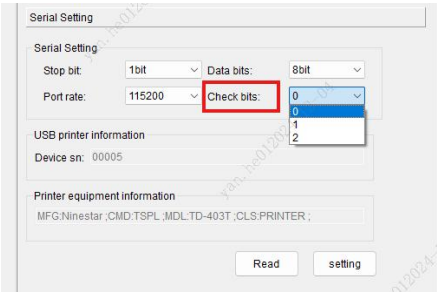 Serial Setting
Serial Setting
Stop bit: 1bit Data bits: 8bit
Port rate: 115200 Check bits: 0
0
1
2
USB printer information
Device sn: 00005
Printer equipment information
MFG:Ninestar ;CMD:TSPL ;MDL:TD-403T ;CLS:PRINTER ;
Read setting